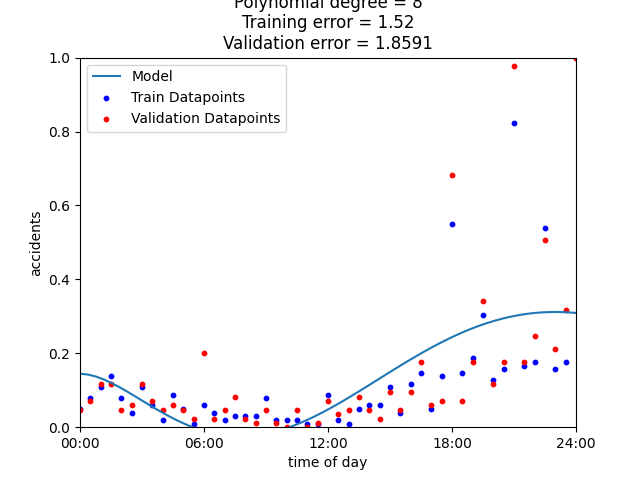 Polynomial degree = 8
Training error = 1.52
Validation error = 1.8591
1.0
0.8
0.6
0.4
0.2
0.0
accidents
Model
Train Datapoints
Validation Datapoints
00:00 06:00 12:00 18:00 24:00
time of day